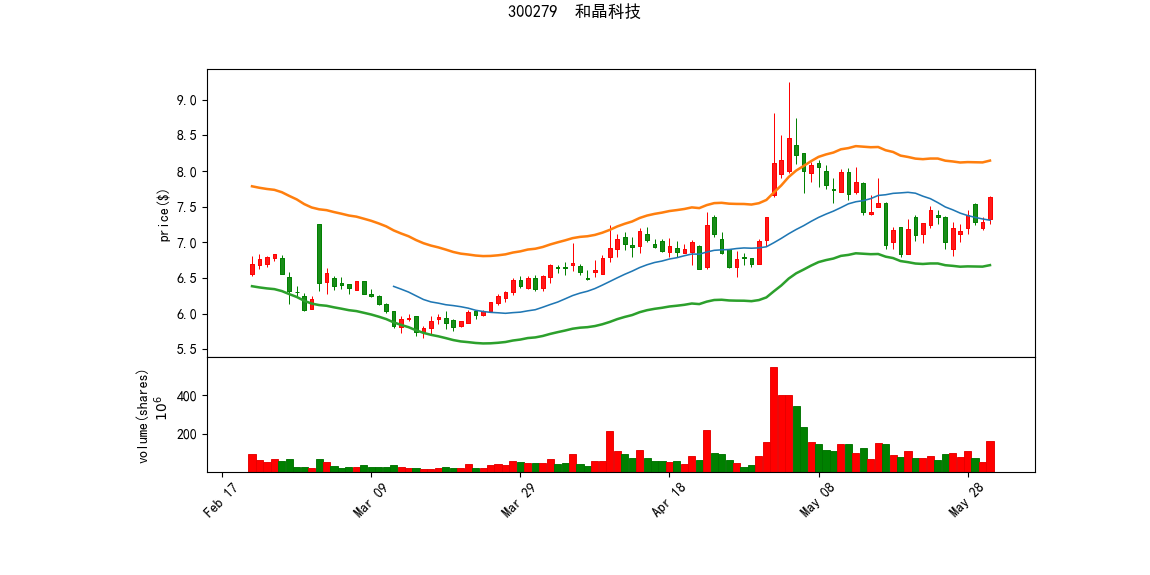 300279  和晶科技
price($)
9.0
8.5
8.0
7.5
7.0
6.5
6.0
5.5
volume(shares)
10^6
400
200
Feb 17
Mar 09
Mar 29
Apr 18
May 08
May 28